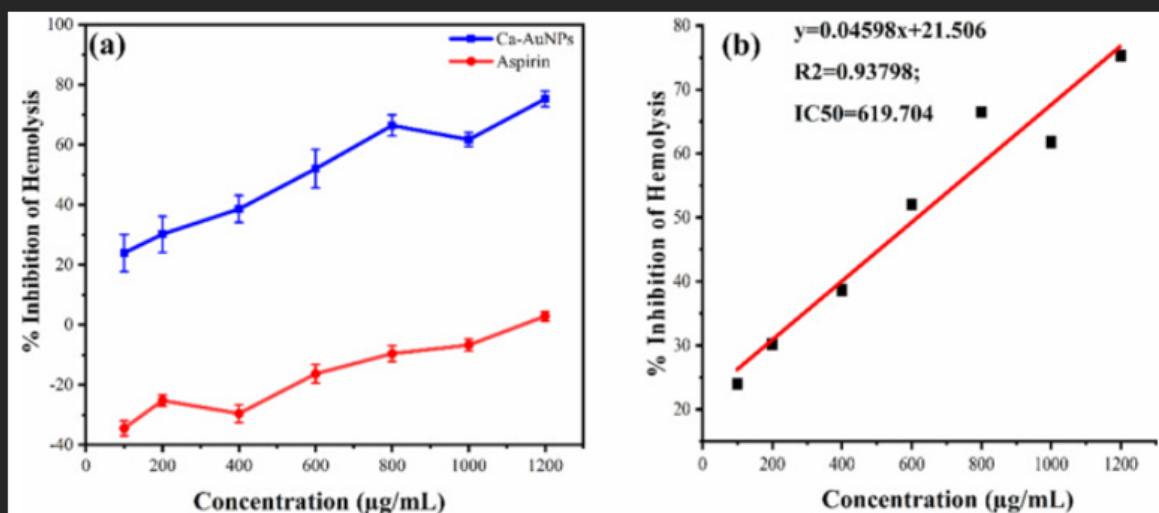 (a)
Ca-AuNPs
Aspirin
% Inhibition of Hemolysis
100
80
60
40
20
0
-20
-40
0 200 400 600 800 1000 1200
Concentration (µg/mL)
(b)
y=0.04598x+21.506
R2=0.93798;
IC50=619.704
% Inhibition of Hemolysis
80
70
60
50
40
30
20
0 200 400 600 800 1000 1200
Concentration (µg/mL)